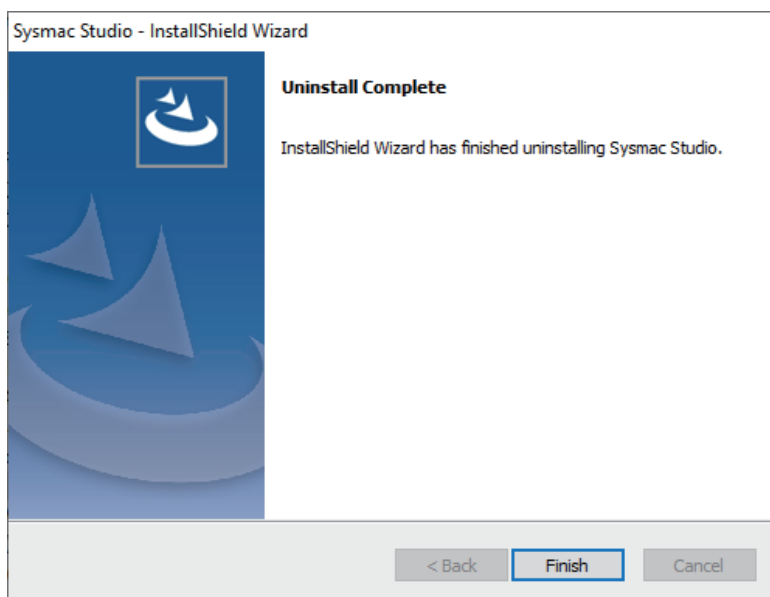 Sysmac Studio - InstallShield Wizard
Uninstall Complete
InstallShield Wizard has finished uninstalling Sysmac Studio.
< Back
Finish
Cancel